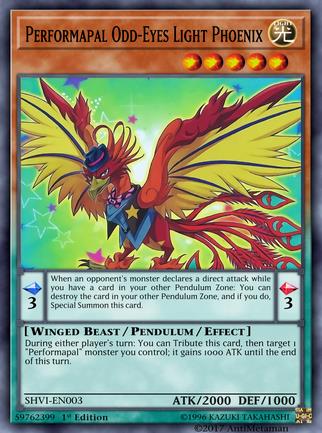 Performapal Odd-Eyes Light Phoenix
LIGHT
光
When an opponent's monster declares a direct attack while
you have a card in your other Pendulum Zone: You can
destroy the card in your other Pendulum Zone, and if you do,
Special Summon this card.
3
3
[Winged Beast / Pendulum / Effect]
During either player's turn: You can Tribute this card, then target 1
"Performapal" monster you control; it gains 1000 ATK until the end
of this turn.
SHVI-EN003
ATK/2000 DEF/1000
59762399
1st Edition
©1996 KAZUKI TAKAHASHI
©2017 AntiMetaman